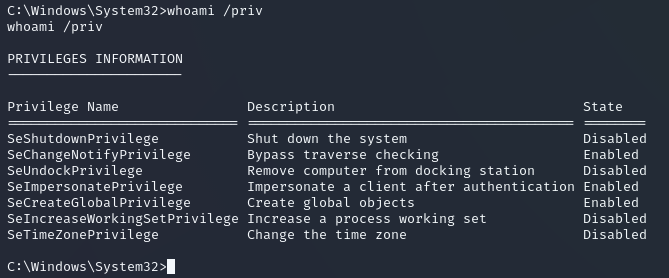 C:\Windows\System32>whoami /priv
whoami /priv
PRIVILEGES INFORMATION
----------------------
Privilege Name                Description                               State
============================= ========================================= ========
SeShutdownPrivilege           Shut down the system                      Disabled
SeChangeNotifyPrivilege       Bypass traverse checking                  Enabled
SeUndockPrivilege             Remove computer from docking station      Disabled
SeImpersonatePrivilege        Impersonate a client after authentication Enabled
SeCreateGlobalPrivilege       Create global objects                     Enabled
SeIncreaseWorkingSetPrivilege Increase a process working set            Disabled
SeTimeZonePrivilege           Change the time zone                      Disabled
C:\Windows\System32>